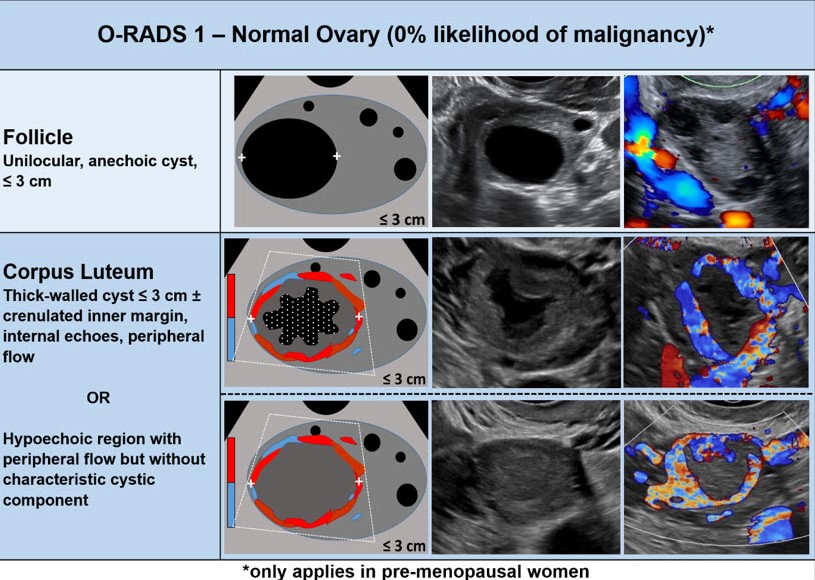 O-RADS 1 – Normal Ovary (0% likelihood of malignancy)*
Follicle
Unilocular, anechoic cyst,
≤ 3 cm
≤ 3 cm
Corpus Luteum
Thick-walled cyst ≤ 3 cm ±
crenulated inner margin,
internal echoes, peripheral
flow
≤ 3 cm
OR
Hypoechoic region with
peripheral flow but without
characteristic cystic
component
≤ 3 cm
*only applies in pre-menopausal women